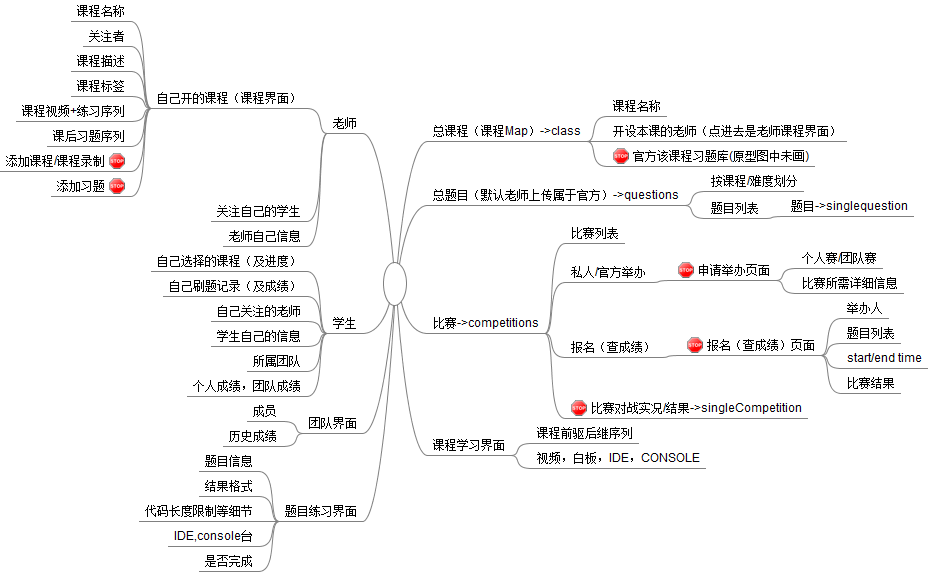 课程名称
关注者
课程描述
课程标签
课程视频+练习序列
课后习题序列
添加课程/课程录制 STOP
添加习题 STOP
自己开的课程（课程界面）
老师
关注自己的学生
老师自己信息
自己选择的课程（及进度）
自己刷题记录（及成绩）
自己关注的老师
学生自己的信息
所属团队
个人成绩，团队成绩
学生
成员
历史成绩
团队界面
题目信息
结果格式
代码长度限制等细节
IDE,console台
是否完成
题目练习界面
总课程（课程Map）->class
课程名称
开设本课的老师（点进去是老师课程界面）
STOP 官方该课程习题库(原型图中未画)
总题目（默认老师上传属于官方）->questions
按课程/难度划分
题目列表
题目->singlequestion
比赛->competitions
比赛列表
私人/官方举办
STOP 申请举办页面
个人赛/团队赛
比赛所需详细信息
报名（查成绩）
STOP 报名（查成绩）页面
举办人
题目列表
start/end time
比赛结果
STOP 比赛对战实况/结果->singleCompetition
课程学习界面
课程前驱后继序列
视频，白板，IDE，CONSOLE